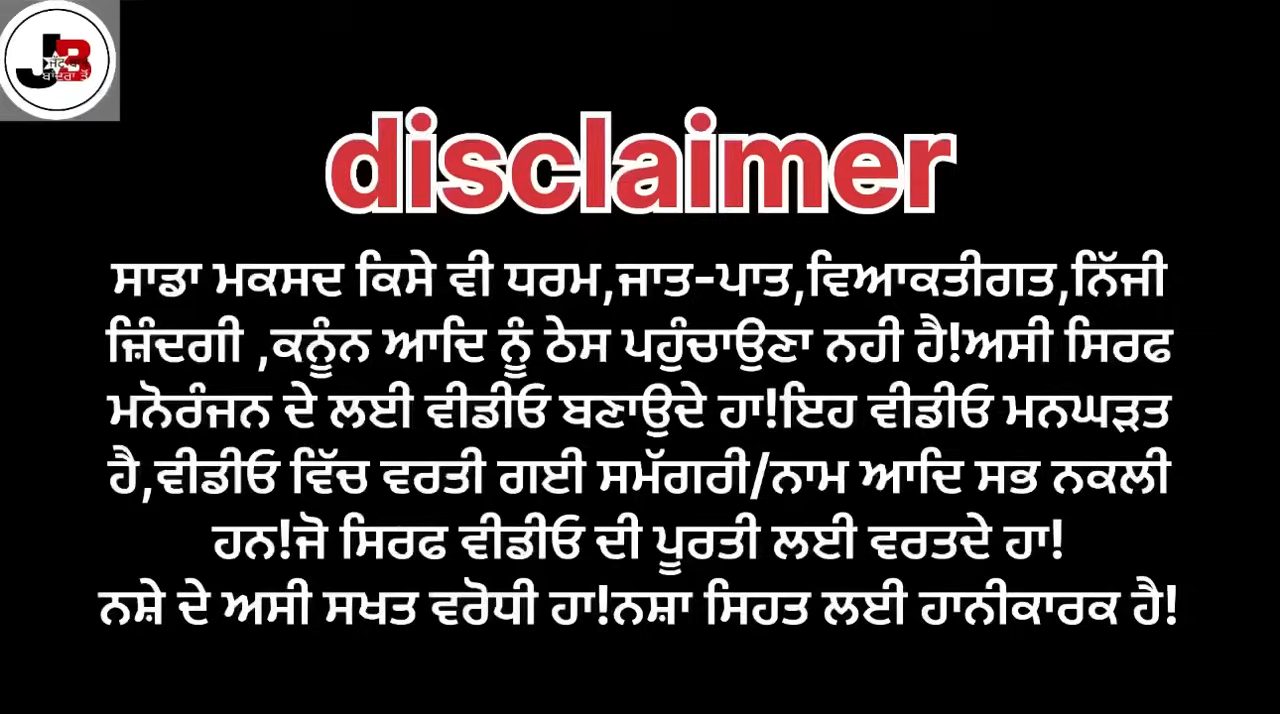 JB
ਬਾਂਦਰਾ ਤੋਂ
disclaimer
ਸਾਡਾ ਮਕਸਦ ਕਿਸੇ ਵੀ ਧਰਮ,ਜਾਤ-ਪਾਤ,ਵਿਆਕਤੀਗਤ,ਨਿੱਜੀ
ਜ਼ਿੰਦਗੀ ,ਕਨੂੰਨ ਆਦਿ ਨੂੰ ਠੇਸ ਪਹੁੰਚਾਉਣਾ ਨਹੀ ਹੈ!ਅਸੀ ਸਿਰਫ
ਮਨੋਰੰਜਨ ਦੇ ਲਈ ਵੀਡੀਓ ਬਣਾਉਦੇ ਹਾ!ਇਹ ਵੀਡੀਓ ਮਨਘੜਤ
ਹੈ,ਵੀਡੀਓ ਵਿੱਚ ਵਰਤੀ ਗਈ ਸਮੱਗਰੀ/ਨਾਮ ਆਦਿ ਸਭ ਨਕਲੀ
ਹਨ!ਜੋ ਸਿਰਫ ਵੀਡੀਓ ਦੀ ਪੂਰਤੀ ਲਈ ਵਰਤਦੇ ਹਾ!
ਨਸ਼ੇ ਦੇ ਅਸੀ ਸਖਤ ਵਰੋਧੀ ਹਾ!ਨਸ਼ਾ ਸਿਹਤ ਲਈ ਹਾਨੀਕਾਰਕ ਹੈ!